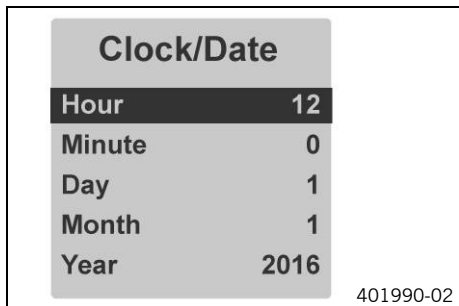 Clock/Date
Hour 12
Minute 0
Day 1
Month 1
Year 2016
401990-02